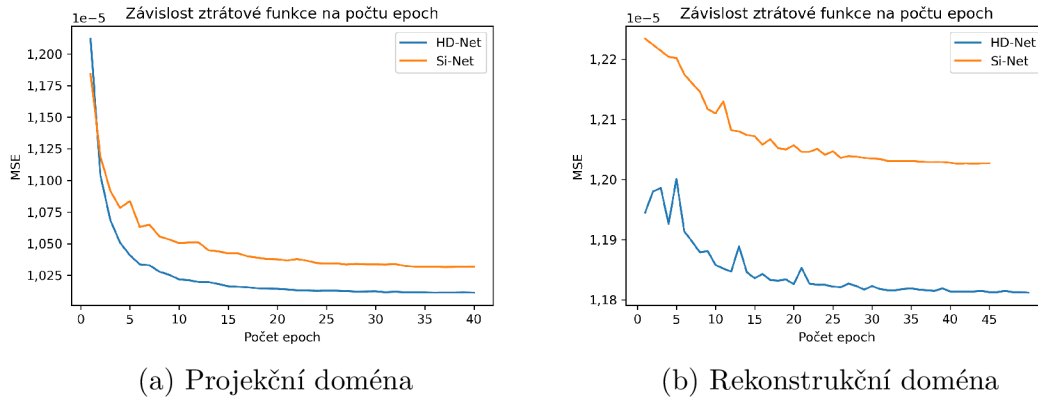 Závislost ztrátové funkce na počtu epoch
1e−5
HD-Net
Si-Net
1,200
1,175
1,150
1,125
1,100
1,075
1,050
1,025
MSE
0 5 10 15 20 25 30 35 40
Počet epoch
(a) Projekční doména
Závislost ztrátové funkce na počtu epoch
1e−5
HD-Net
Si-Net
1,22
1,21
1,20
1,19
1,18
MSE
0 5 10 15 20 25 30 35 40 45
Počet epoch
(b) Rekonstrukční doména